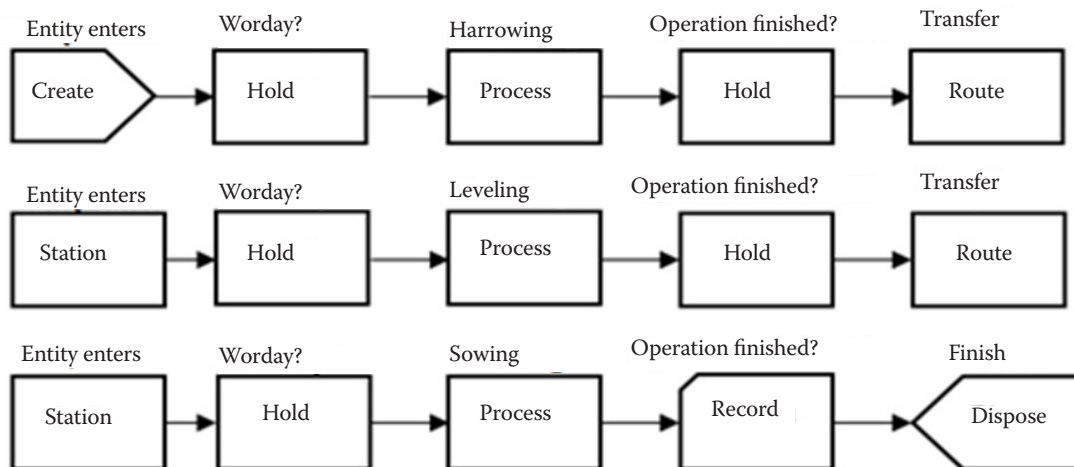 Entity enters
Worday?
Harrowing
Operation finished?
Transfer
Create
Hold
Process
Hold
Route
Entity enters
Worday?
Leveling
Operation finished?
Transfer
Station
Hold
Process
Hold
Route
Entity enters
Worday?
Sowing
Operation finished?
Finish
Station
Hold
Process
Record
Dispose